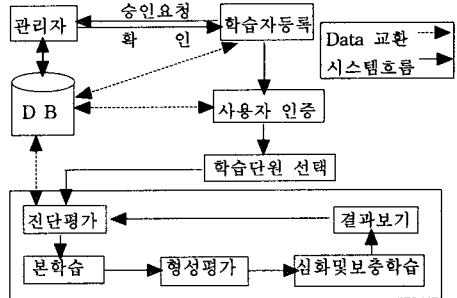 관리자
승인요청
확 인
학습자등록
Data 교환
시스템흐름
D B
사용자 인증
학습단원 선택
진단평가
결과보기
본학습
형성평가
심화및보충학습